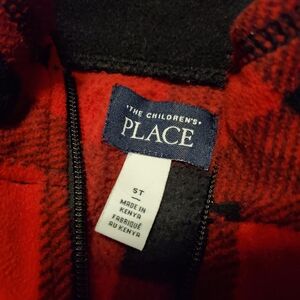 •THE CHILDREN'S•
PLACE
5T
MADE IN
KENYA
FABRIQUÉ
AU KENYA